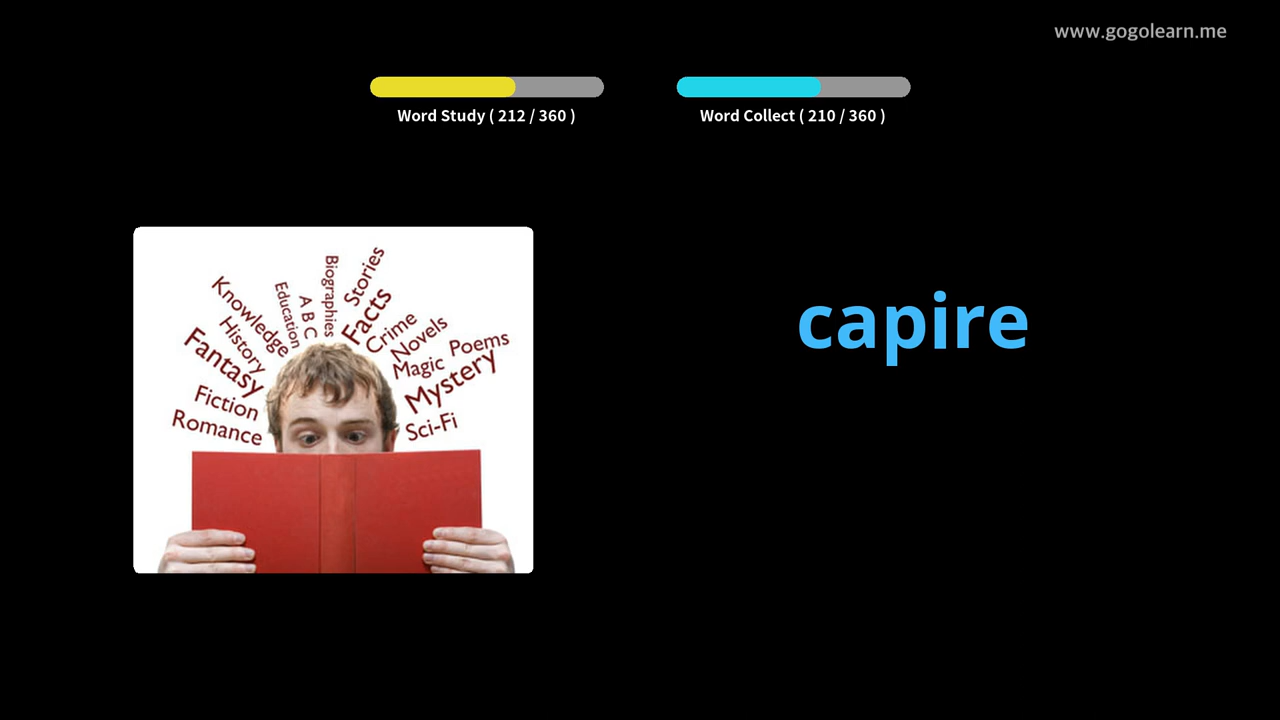 www.gogolearn.me
Word Study ( 212 / 360 )
Word Collect ( 210 / 360 )
capire
Knowledge
Education
A B C
Biographies
Stories
Facts
History
Crime
Novels
Fantasy
Magic
Poems
Mystery
Fiction
Romance
Sci-Fi